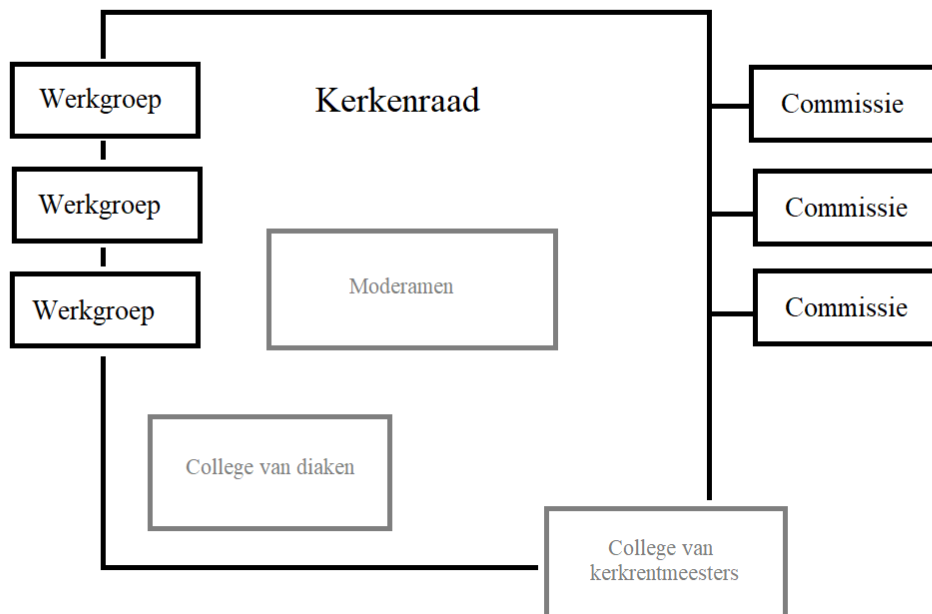 Werkgroep
Kerkenraad
Commissie
Werkgroep
Commissie
Moderamen
Werkgroep
Commissie
College van diaken
College van
kerkrentmeesters